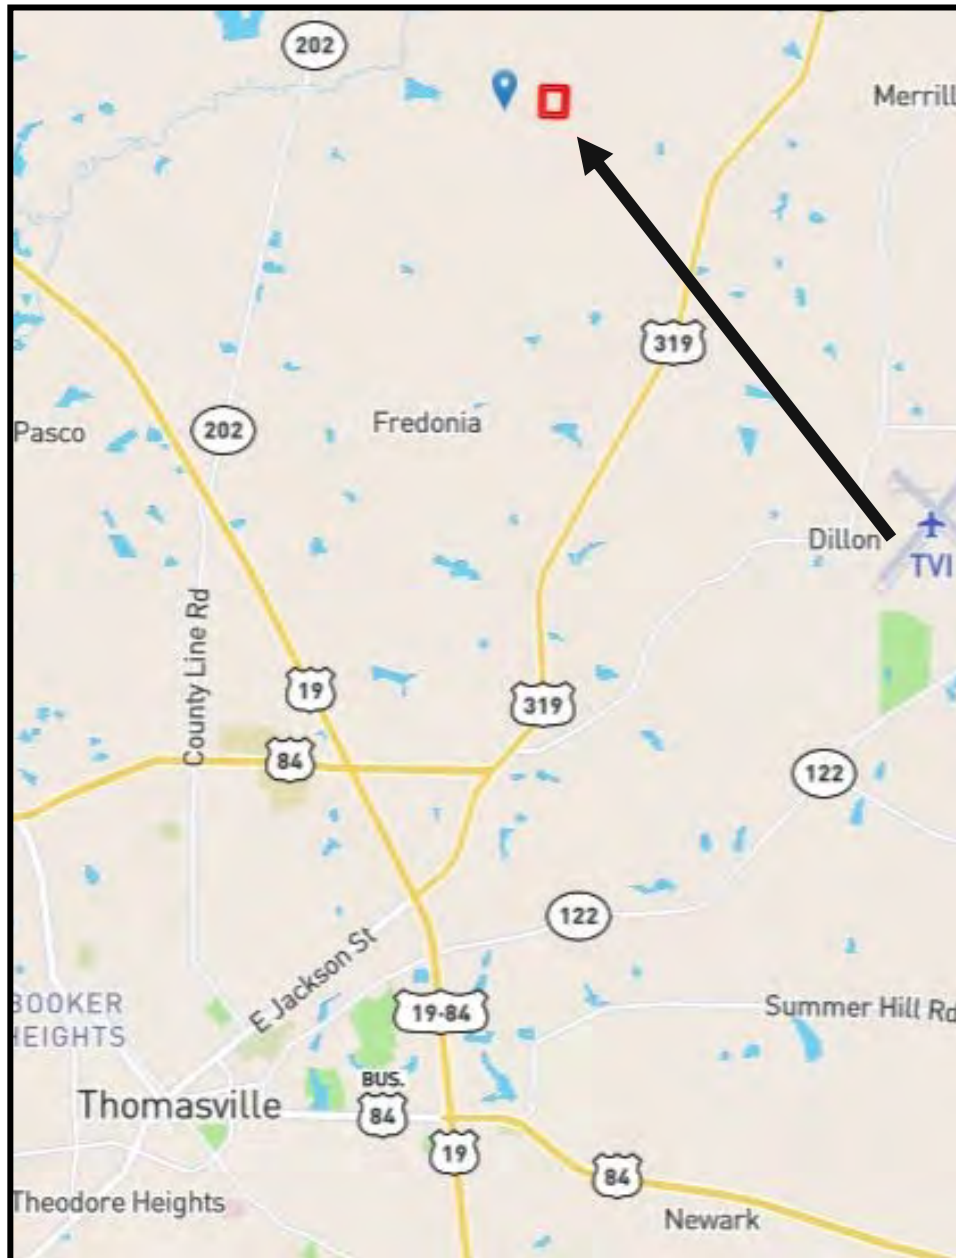 202
Merrill
319
Pasco
202
Fredonia
Dillon
TVI
County Line Rd
19
319
84
122
122
E Jackson St
BOOKER
HEIGHTS
19-84
Summer Hill Rd
BUS.
84
Thomasville
19
84
Theodore Heights
Newark